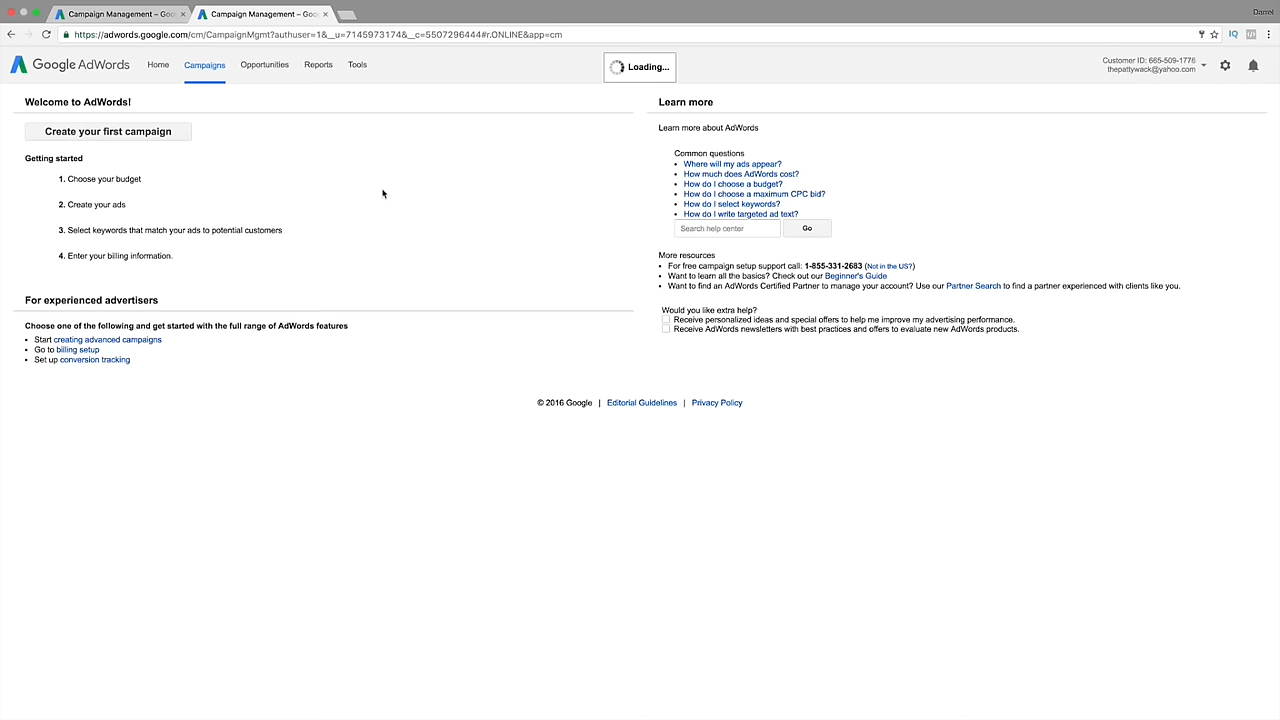 Campaign Management – Goo
Campaign Management – Goo
Darrel
https://adwords.google.com/cm/CampaignMgmt?authuser=1&__u=7145973174&__c=5507296444#r.ONLINE&app=cm
IQ
Google AdWords
Home
Campaigns
Opportunities
Reports
Tools
Loading...
Customer ID: 665-509-1776
thepattywack@yahoo.com
Welcome to AdWords!
Create your first campaign
Getting started
1. Choose your budget
2. Create your ads
3. Select keywords that match your ads to potential customers
4. Enter your billing information.
For experienced advertisers
Choose one of the following and get started with the full range of AdWords features
• Start creating advanced campaigns
• Go to billing setup
• Set up conversion tracking
Learn more
Learn more about AdWords
Common questions
• Where will my ads appear?
• How much does AdWords cost?
• How do I choose a budget?
• How do I choose a maximum CPC bid?
• How do I select keywords?
• How do I write targeted ad text?
Search help center
Go
More resources
• For free campaign setup support call: 1-855-331-2683 (Not in the US?)
• Want to learn all the basics? Check out our Beginner's Guide
• Want to find an AdWords Certified Partner to manage your account? Use our Partner Search to find a partner experienced with clients like you.
Would you like extra help?
Receive personalized ideas and special offers to help me improve my advertising performance.
Receive AdWords newsletters with best practices and offers to evaluate new AdWords products.
© 2016 Google | Editorial Guidelines | Privacy Policy